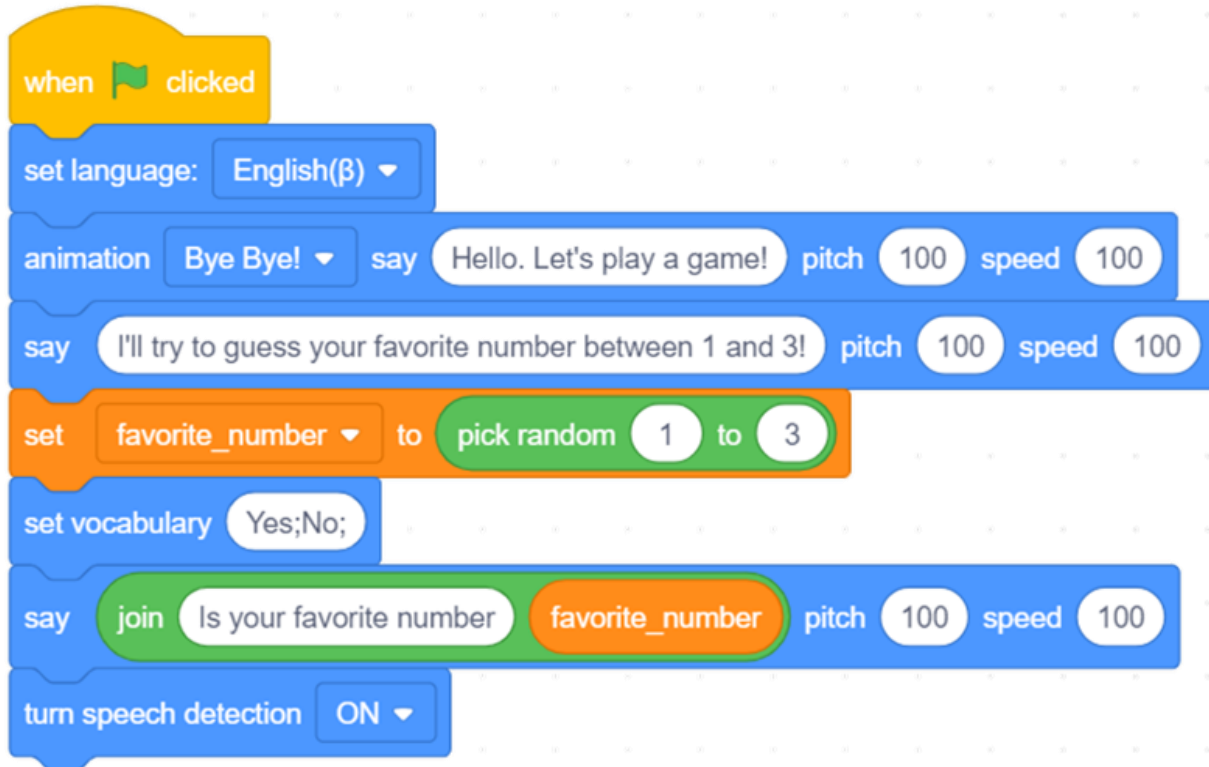 when clicked
set language: English(β)
animation Bye Bye! say Hello. Let's play a game! pitch 100 speed 100
say I'll try to guess your favorite number between 1 and 3! pitch 100 speed 100
set favorite_number to pick random 1 to 3
set vocabulary Yes;No;
say join Is your favorite number favorite_number pitch 100 speed 100
turn speech detection ON